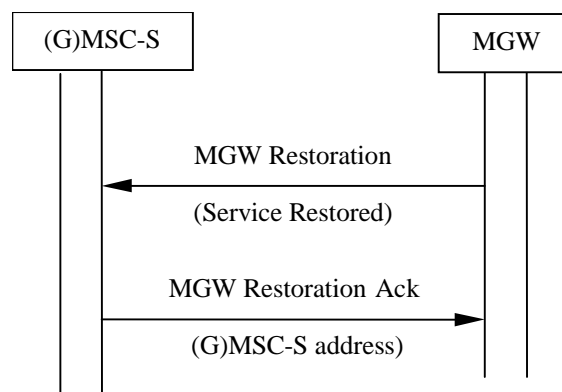 (G)MSC-S
MGW
MGW Restoration
(Service Restored)
MGW Restoration Ack
(G)MSC-S address)